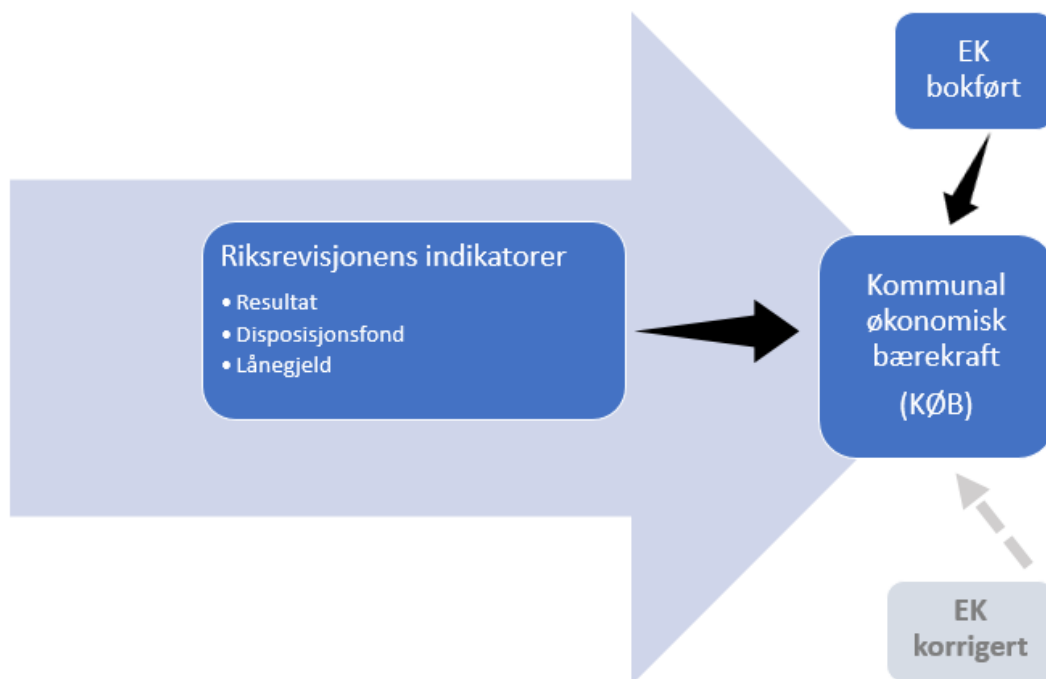 EK
bokført
Riksrevisjonens indikatorer
• Resultat
• Disposisjonsfond
• Lånegjeld
Kommunal
økonomisk
bærekraft
(KØB)
EK
korrigert